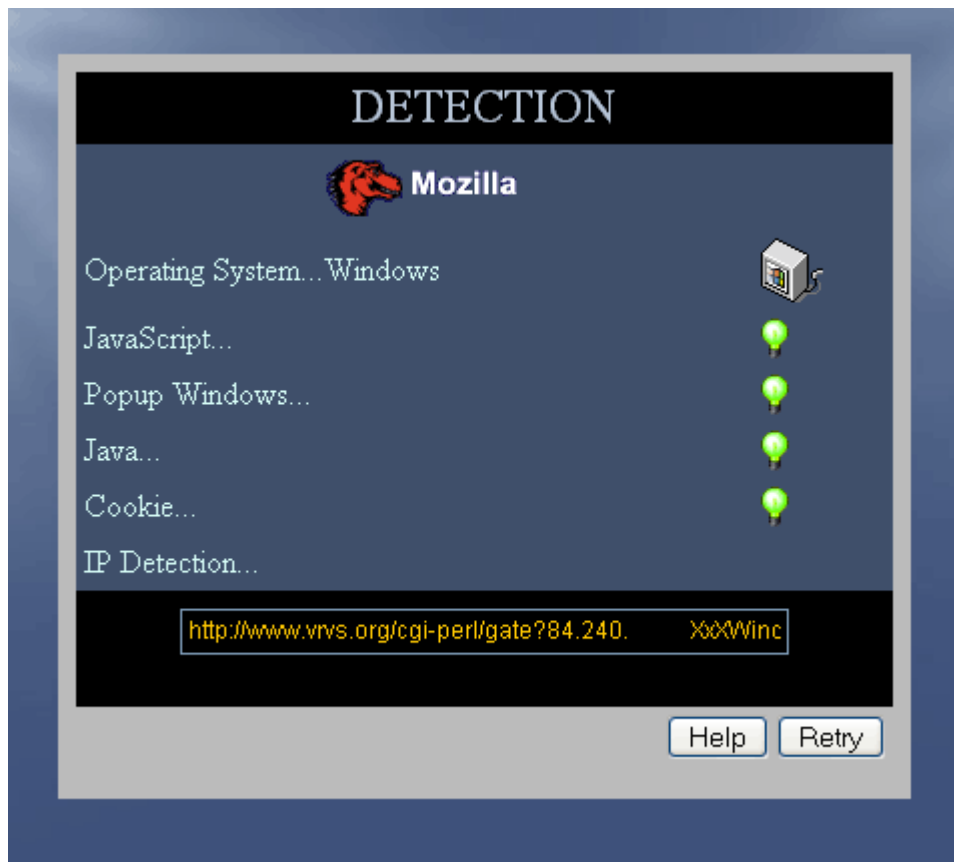 DETECTION
Mozilla
Operating System...Windows
JavaScript...
Popup Windows...
Java...
Cookie...
IP Detection...
http://www.vrvs.org/cgi-perl/gate?84.240. XxXWinc
Help Retry